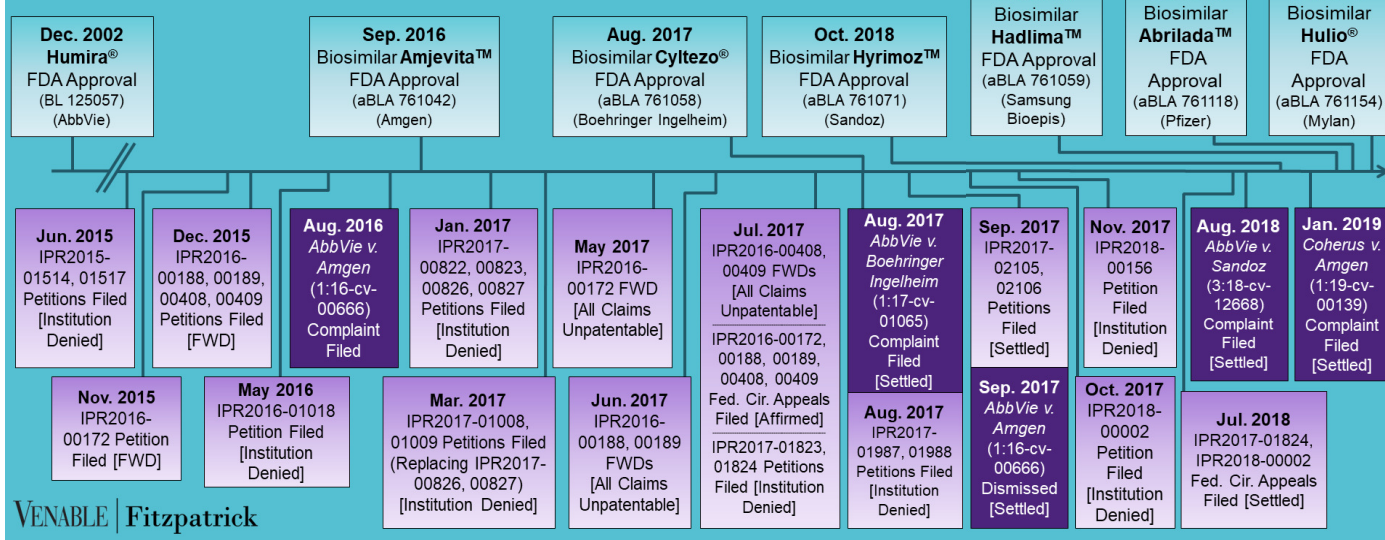 Dec. 2002
Humira®
FDA Approval
(BL 125057)
(AbbVie)
Sep. 2016
Biosimilar Amjevita™
FDA Approval
(aBLA 761042)
(Amgen)
Aug. 2017
Biosimilar Cyltezo®
FDA Approval
(aBLA 761058)
(Boehringer Ingelheim)
Oct. 2018
Biosimilar Hyrimoz™
FDA Approval
(aBLA 761071)
(Sandoz)
Biosimilar
Hadlima™
FDA Approval
(aBLA 761059)
(Samsung
Bioepis)
Biosimilar
Abrilada™
FDA
Approval
(aBLA 761118)
(Pfizer)
Biosimilar
Hulio®
FDA
Approval
(aBLA 761154)
(Mylan)
Jun. 2015
IPR2015-
01514, 01517
Petitions Filed
[Institution
Denied]
Dec. 2015
IPR2016-
00188, 00189,
00408, 00409
Petitions Filed
[FWD]
Aug. 2016
AbbVie v.
Amgen
(1:16-cv-
00666)
Complaint
Filed
Jan. 2017
IPR2017-
00822, 00823,
00826, 00827
Petitions Filed
[Institution
Denied]
May 2017
IPR2016-
00172 FWD
[All Claims
Unpatentable]
Jul. 2017
IPR2016-00408,
00409 FWDs
[All Claims
Unpatentable]
IPR2016-00172,
00188, 00189,
00408, 00409
Fed. Cir. Appeals
Filed [Affirmed]
IPR2017-01823,
01824 Petitions
Filed [Institution
Denied]
Aug. 2017
AbbVie v.
Boehringer
Ingelheim
(1:17-cv-
01065)
Complaint
Filed
[Settled]
Sep. 2017
IPR2017-
02105,
02106
Petitions
Filed
[Settled]
Nov. 2017
IPR2018-
00156
Petition
Filed
[Institution
Denied]
Aug. 2018
AbbVie v.
Sandoz
(3:18-cv-
12668)
Complaint
Filed
[Settled]
Jan. 2019
Coherus v.
Amgen
(1:19-cv-
00139)
Complaint
Filed
[Settled]
Nov. 2015
IPR2016-
00172 Petition
Filed [FWD]
May 2016
IPR2016-01018
Petition Filed
[Institution
Denied]
Mar. 2017
IPR2017-01008,
01009 Petitions Filed
(Replacing IPR2017-
00826, 00827)
[Institution Denied]
Jun. 2017
IPR2016-
00188, 00189
FWDs
[All Claims
Unpatentable]
Aug. 2017
IPR2017-
01987, 01988
Petitions Filed
[Institution
Denied]
Sep. 2017
AbbVie v.
Amgen
(1:16-cv-
00666)
Dismissed
[Settled]
Oct. 2017
IPR2018-
00002
Petition
Filed
[Institution
Denied]
Jul. 2018
IPR2017-01824,
IPR2018-00002
Fed. Cir. Appeals
Filed [Settled]
VENABLE | Fitzpatrick